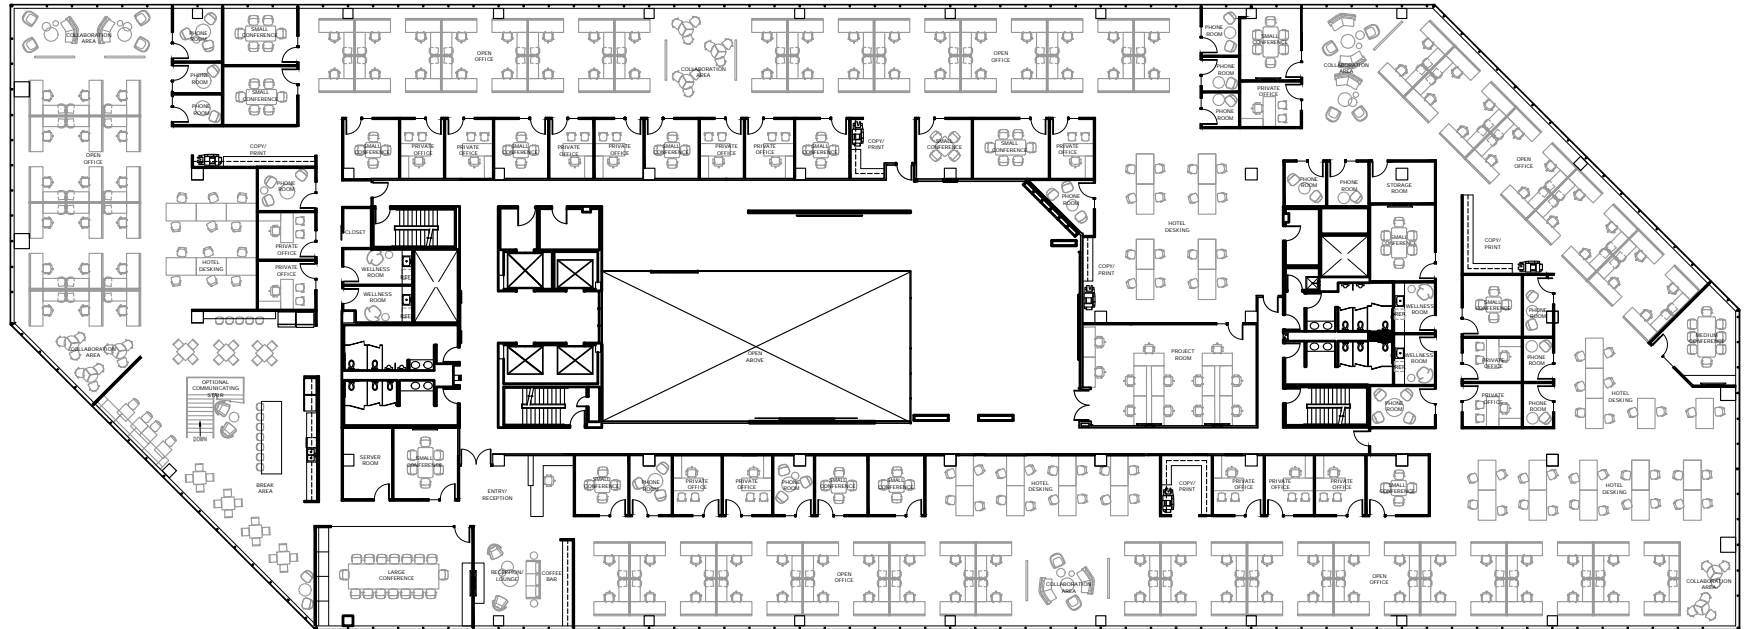 COLLABORATION
AREA
PHONE
ROOM
SMALL
CONFERENCE
PHONE
ROOM
SMALL
CONFERENCE
PHONE
ROOM
OPEN
OFFICE
COLLABORATION
AREA
OPEN
OFFICE
PHONE
ROOM
SMALL
CONFERENCE
PHONE
ROOM
PRIVATE
OFFICE
PHONE
ROOM
COLLABORATION
AREA
OPEN
OFFICE
OPEN
OFFICE
COPY/
PRINT
PHONE
ROOM
PRIVATE
OFFICE
HOTEL
DESKING
PRIVATE
OFFICE
SMALL
CONFERENCE
PRIVATE
OFFICE
PRIVATE
OFFICE
SMALL
CONFERENCE
PRIVATE
OFFICE
PRIVATE
OFFICE
SMALL
CONFERENCE
PRIVATE
OFFICE
PRIVATE
OFFICE
SMALL
CONFERENCE
COPY/
PRINT
SMALL
CONFERENCE
SMALL
CONFERENCE
PRIVATE
OFFICE
PHONE
ROOM
HOTEL
DESKING
COPY/
PRINT
PHONE
ROOM
PHONE
ROOM
STORAGE
ROOM
SMALL
CONFERENCE
COPY/
PRINT
CLOSET
WELLNESS
ROOM
REF.
WELLNESS
ROOM
REF.
OPEN
ABOVE
PROJECT
ROOM
WELLNESS
ROOM
REF.
WELLNESS
ROOM
REF.
PHONE
ROOM
SMALL
CONFERENCE
PHONE
ROOM
PRIVATE
OFFICE
PHONE
ROOM
PRIVATE
OFFICE
PHONE
ROOM
MEDIUM
CONFERENCE
HOTEL
DESKING
COLLABORATION
AREA
OPTIONAL
COMMUNICATING
STAIR
DOWN
BREAK
AREA
SERVER
ROOM
SMALL
CONFERENCE
ENTRY/
RECEPTION
SMALL
CONFERENCE
PHONE
ROOM
PRIVATE
OFFICE
PRIVATE
OFFICE
PHONE
ROOM
SMALL
CONFERENCE
SMALL
CONFERENCE
HOTEL
DESKING
COPY/
PRINT
PRIVATE
OFFICE
PRIVATE
OFFICE
PRIVATE
OFFICE
SMALL
CONFERENCE
HOTEL
DESKING
LARGE
CONFERENCE
RECEPTION/
LOUNGE
COFFEE
BAR
OPEN
OFFICE
COLLABORATION
AREA
OPEN
OFFICE
COLLABORATION
AREA